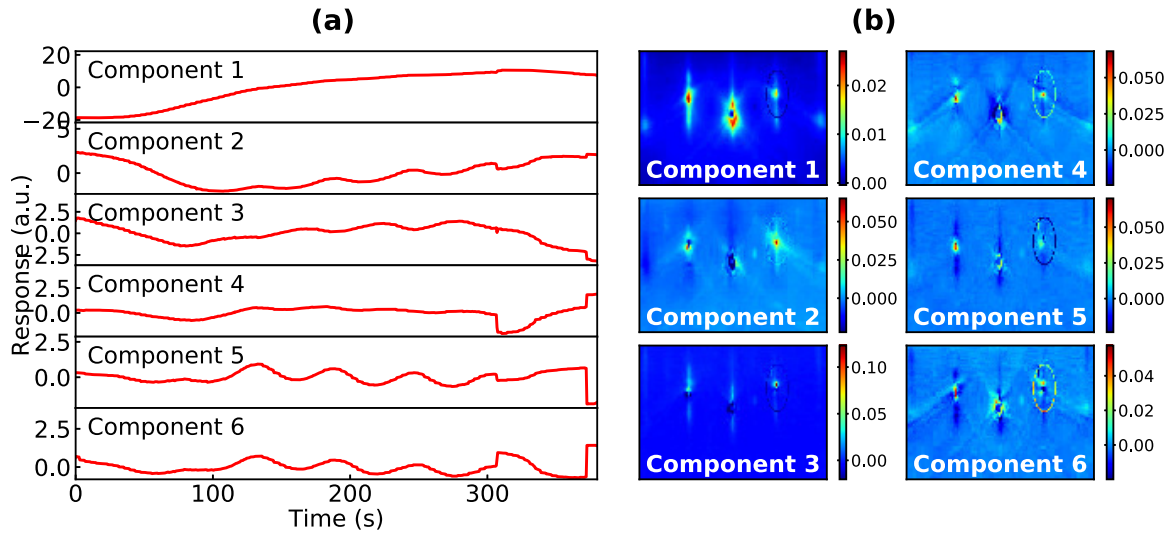 (a)
(b)
Response (a.u.)
20
0
−20
Component 1
5
0
Component 2
2.5
0.0
2.5
Component 3
2.5
0.0
Component 4
2.5
0.0
Component 5
2.5
0.0
Component 6
0 100 200 300
Time (s)
Component 1
0.02
0.01
0.00
Component 4
0.050
0.025
0.000
Component 2
0.050
0.025
0.000
Component 5
0.050
0.025
0.000
Component 3
0.10
0.05
0.00
Component 6
0.04
0.02
0.00